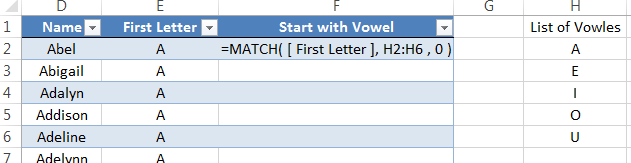 D E F G H
1 Name First Letter Start with Vowel List of Vowles
2 Abel A =MATCH( [ First Letter ], H2:H6 , 0 ) A
3 Abigail A E
4 Adalyn A I
5 Addison A O
6 Adeline A U
7 Adelynn A